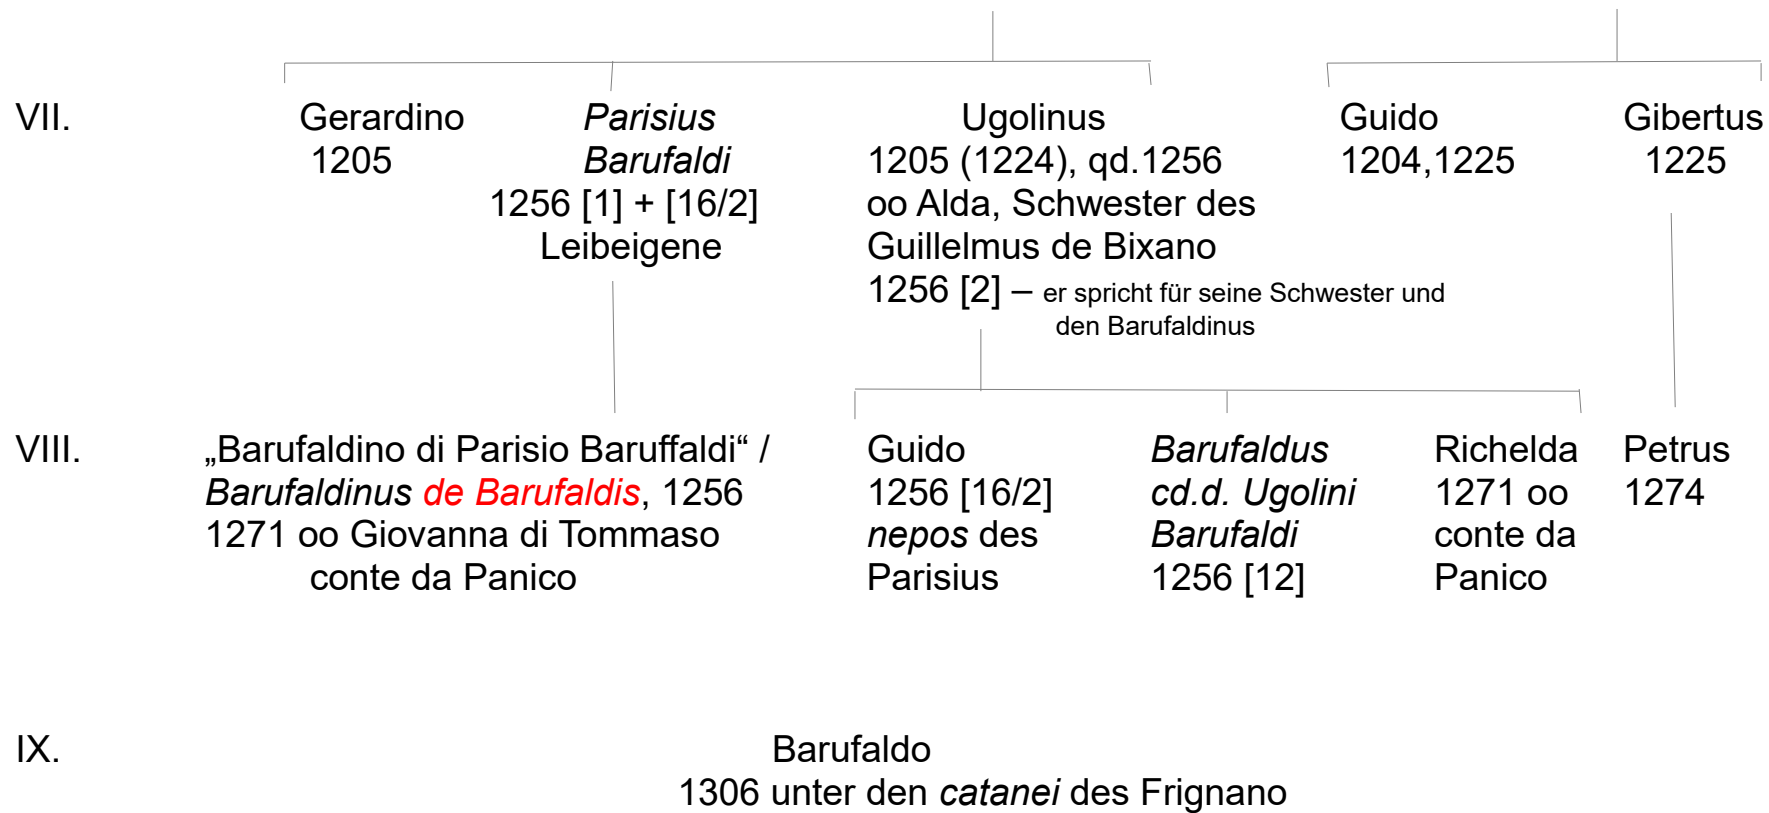 VII. Gerardino Parisius Ugolinus Guido Gibertus
1205 Barufaldi 1205 (1224), qd.1256 1204,1225 1225
1256 [1] + [16/2] oo Alda, Schwester des
Leibeigene Guillelmus de Bixano
1256 [2] – er spricht für seine Schwester und
den Barufaldinus
VIII. „Barufaldino di Parisio Baruffaldi“ / Guido Barufaldus Richelda Petrus
Barufaldinus de Barufaldis, 1256 1256 [16/2] cd.d. Ugolini 1271 oo 1274
1271 oo Giovanna di Tommaso nepos des Barufaldi conte da
conte da Panico Parisius 1256 [12] Panico
IX. Barufaldo
1306 unter den catanei des Frignano